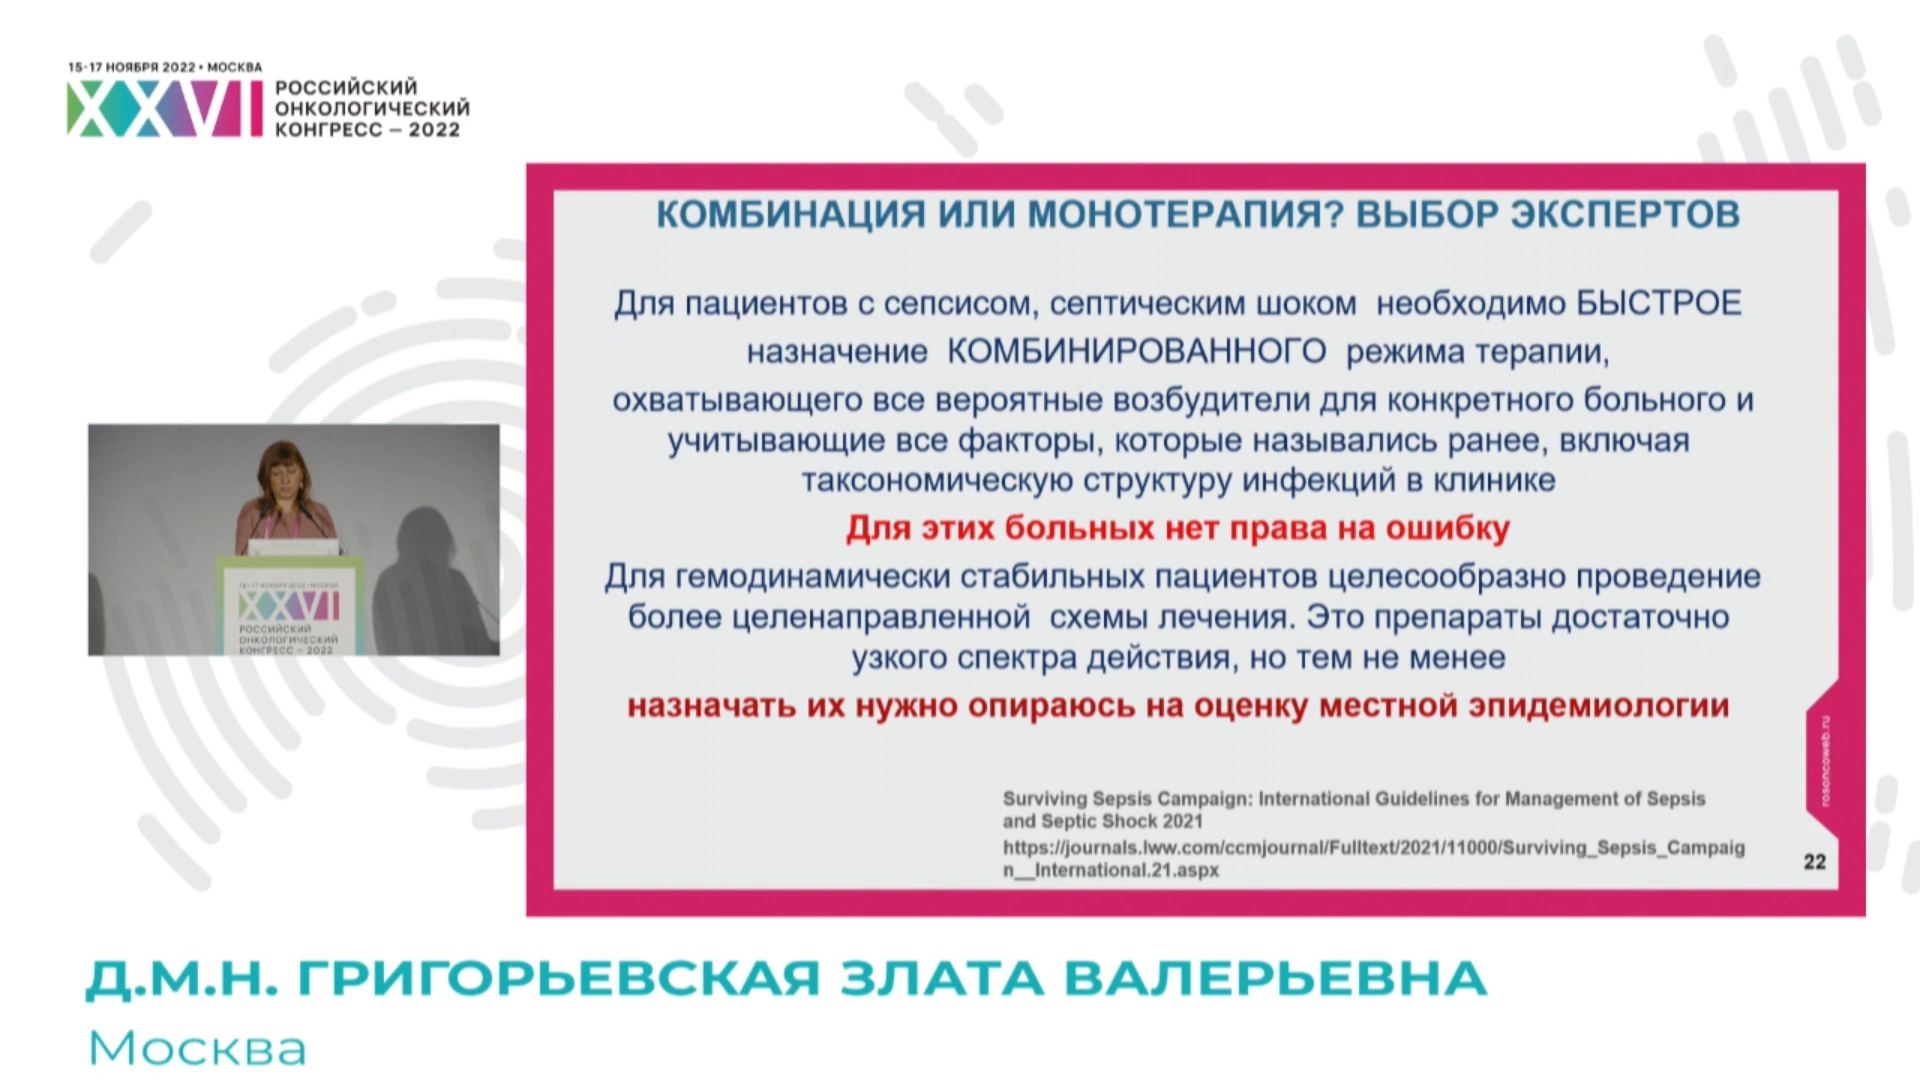 15-17 НОЯБРЯ 2022 • МОСКВА
XXVI
РОССИЙСКИЙ
ОНКОЛОГИЧЕСКИЙ
КОНГРЕСС – 2022
КОМБИНАЦИЯ ИЛИ МОНОТЕРАПИЯ? ВЫБОР ЭКСПЕРТОВ
Для пациентов с сепсисом, септическим шоком необходимо БЫСТРОЕ
назначение КОМБИНИРОВАННОГО режима терапии,
охватывающего все вероятные возбудители для конкретного больного и
учитывающие все факторы, которые назывались ранее, включая
таксономическую структуру инфекций в клинике
Для этих больных нет права на ошибку
Для гемодинамически стабильных пациентов целесообразно проведение
более целенаправленной схемы лечения. Это препараты достаточно
узкого спектра действия, но тем не менее
назначать их нужно опираюсь на оценку местной эпидемиологии
Surviving Sepsis Campaign: International Guidelines for Management of Sepsis
and Septic Shock 2021
https://journals.lww.com/ccmjournal/Fulltext/2021/11000/Surviving_Sepsis_Campaig
n__International.21.aspx
22
rosoncoweb.ru
15-17 НОЯБРЯ 2022 • МОСКВА
XXVI
РОССИЙСКИЙ
ОНКОЛОГИЧЕСКИЙ
КОНГРЕСС – 2022
Д.М.Н. ГРИГОРЬЕВСКАЯ ЗЛАТА ВАЛЕРЬЕВНА
Москва